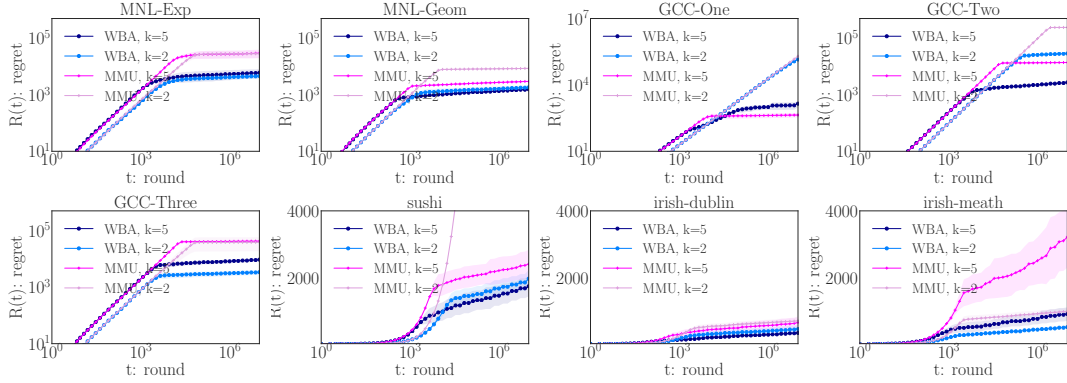 MNL-Exp
R(t): regret
10^5
10^3
10^1
10^0
10^3
10^6
t: round
WBA, k=5
WBA, k=2
MMU, k=5
MMU, k=2
MNL-Geom
R(t): regret
10^5
10^3
10^1
10^0
10^3
10^6
t: round
WBA, k=5
WBA, k=2
MMU, k=5
MMU, k=2
GCC-One
R(t): regret
10^7
10^4
10^1
10^0
10^3
10^6
t: round
WBA, k=5
WBA, k=2
MMU, k=5
MMU, k=2
GCC-Two
R(t): regret
10^5
10^3
10^1
10^0
10^3
10^6
t: round
WBA, k=5
WBA, k=2
MMU, k=5
MMU, k=2
GCC-Three
R(t): regret
10^5
10^3
10^1
10^0
10^3
10^6
t: round
WBA, k=5
WBA, k=2
MMU, k=5
MMU, k=2
sushi
R(t): regret
4000
2000
10^0
10^3
10^6
t: round
WBA, k=5
WBA, k=2
MMU, k=5
MMU, k=2
irish-dublin
R(t): regret
4000
2000
10^0
10^3
10^6
t: round
WBA, k=5
WBA, k=2
MMU, k=5
MMU, k=2
irish-meath
R(t): regret
4000
2000
10^0
10^3
10^6
t: round
WBA, k=5
WBA, k=2
MMU, k=5
MMU, k=2